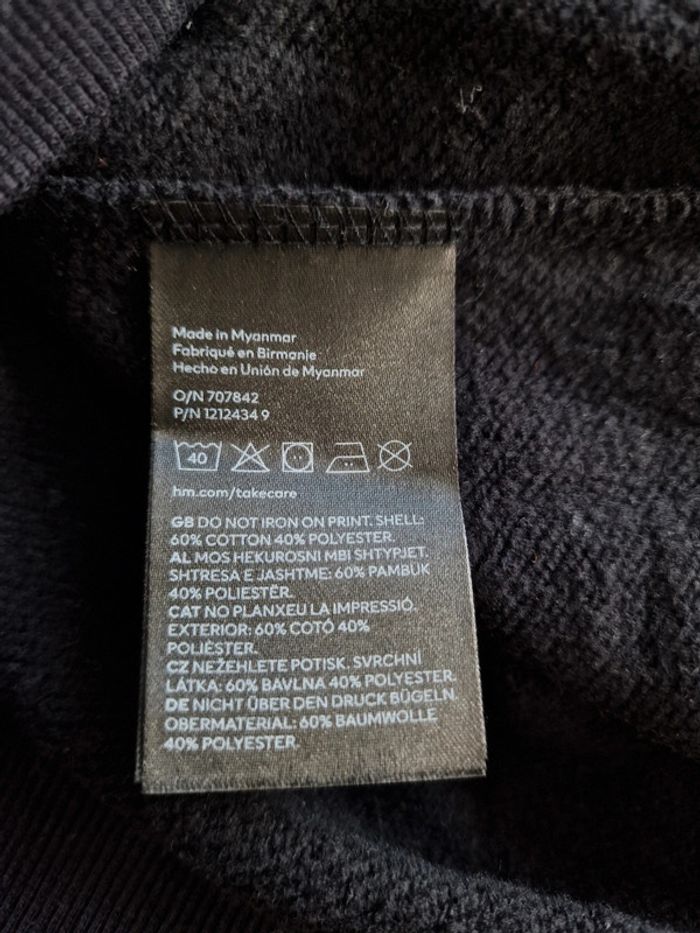 Made in Myanmar
Fabriqué en Birmanie
Hecho en Unión de Myanmar
O/N 707842
P/N 1212434 9
40
hm.com/takecare
GB DO NOT IRON ON PRINT. SHELL:
60% COTTON 40% POLYESTER.
AL MOS HEKUROSNI MBI SHTYPJET.
SHTRESA E JASHTME: 60% PAMBUK
40% POLIESTËR.
CAT NO PLANXEU LA IMPRESSIÓ.
EXTERIOR: 60% COTÓ 40%
POLIÈSTER.
CZ NEŽEHLETE POTISK. SVRCHNÍ
LÁTKA: 60% BAVLNA 40% POLYESTER.
DE NICHT ÜBER DEN DRUCK BÜGELN.
OBERMATERIAL: 60% BAUMWOLLE
40% POLYESTER.